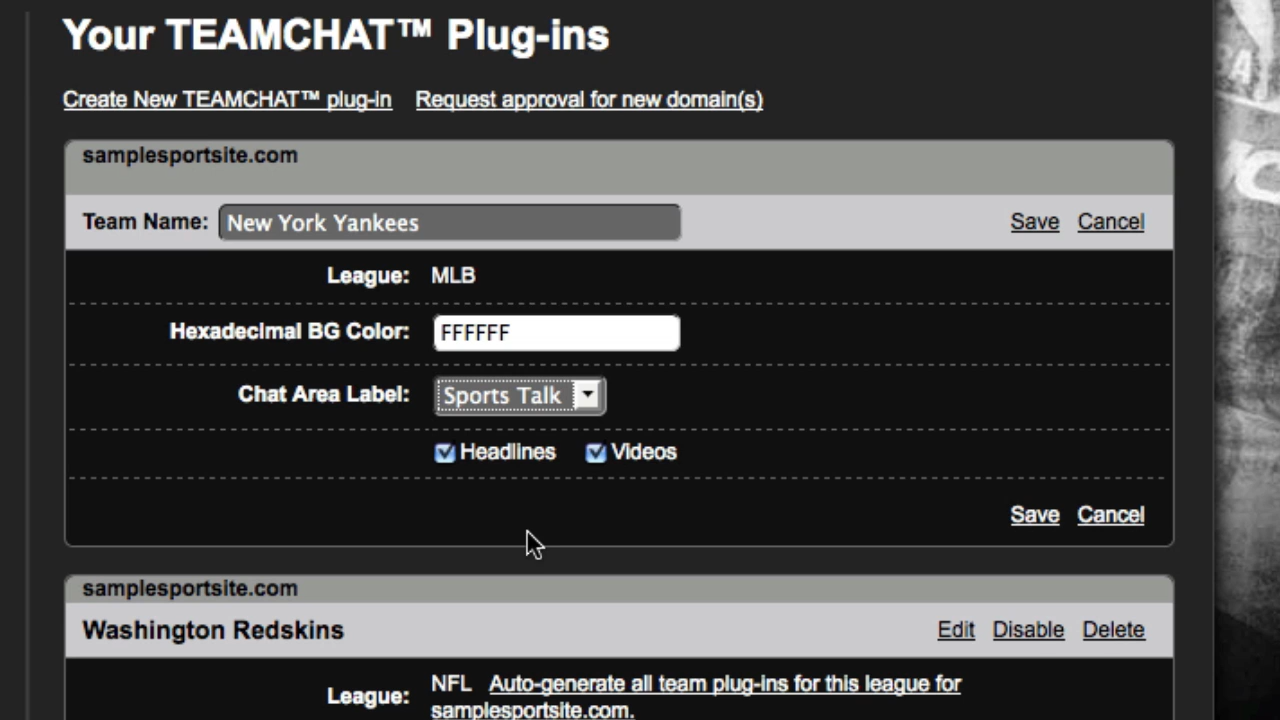 Your TEAMCHAT™ Plug-ins
Create New TEAMCHAT™ plug-in Request approval for new domain(s)
samplesportsite.com
Team Name: New York Yankees Save Cancel
League: MLB
Hexadecimal BG Color: FFFFFF
Chat Area Label: Sports Talk
Headlines Videos
Save Cancel
samplesportsite.com
Washington Redskins Edit Disable Delete
League: NFL Auto-generate all team plug-ins for this league for
samplesportsite.com.